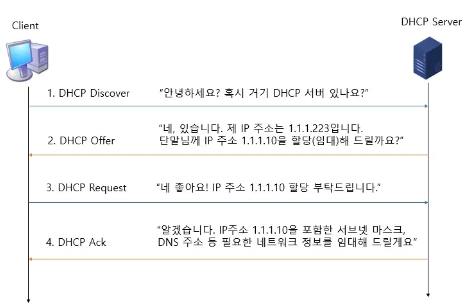 Client
DHCP Server
1. DHCP Discover
“안녕하세요? 혹시 거기 DHCP 서버 있나요?”
2. DHCP Offer
“네, 있습니다. 제 IP 주소는 1.1.1.223입니다.
단말님께 IP 주소 1.1.1.10을 할당(임대)해 드릴까요?”
3. DHCP Request
“네 좋아요! IP 주소 1.1.1.10 할당 부탁드립니다.”
4. DHCP Ack
“알겠습니다. IP주소 1.1.1.10을 포함한 서브넷 마스크,
DNS 주소 등 필요한 네트워크 정보를 임대해 드릴게요”